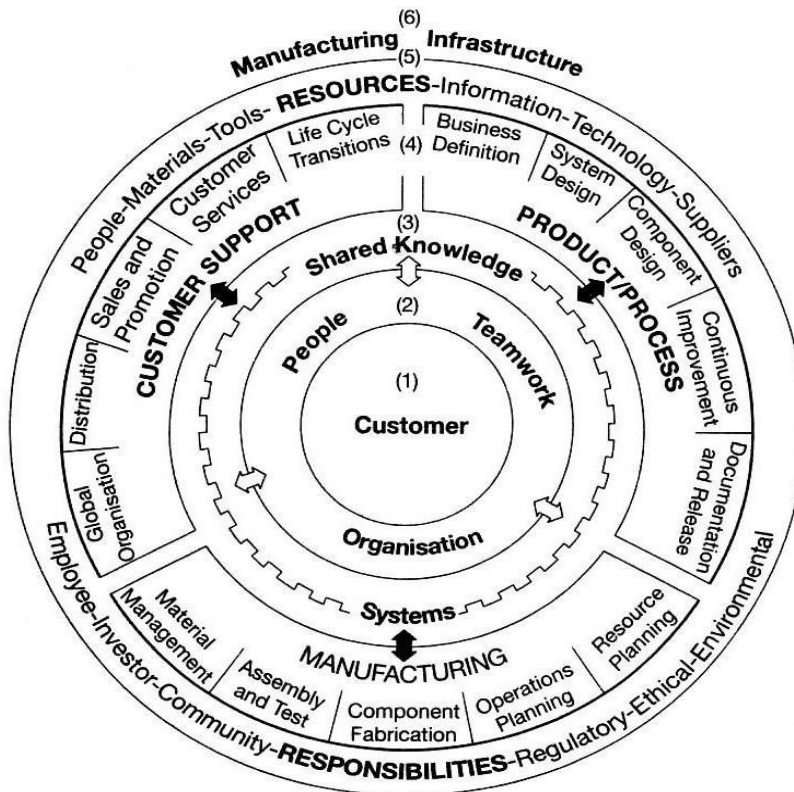 (6)
Manufacturing Infrastructure
(5)
People-Materials-Tools- RESOURCES-Information-Technology-Suppliers
(4)
Life Cycle
Transitions
Business
Definition
Customer
Services
System
Design
Sales and
Promotion
Component
Design
CUSTOMER SUPPORT
PRODUCT/PROCESS
Distribution
Continuous
Improvement
Global
Organisation
Documentation
and Release
(3)
Shared Knowledge
(2)
People
Teamwork
(1)
Customer
Organisation
Systems
MANUFACTURING
Material
Management
Assembly
and Test
Component
Fabrication
Operations
Planning
Resource
Planning
Employee-Investor-Community-RESPONSIBILITIES-Regulatory-Ethical-Environmental